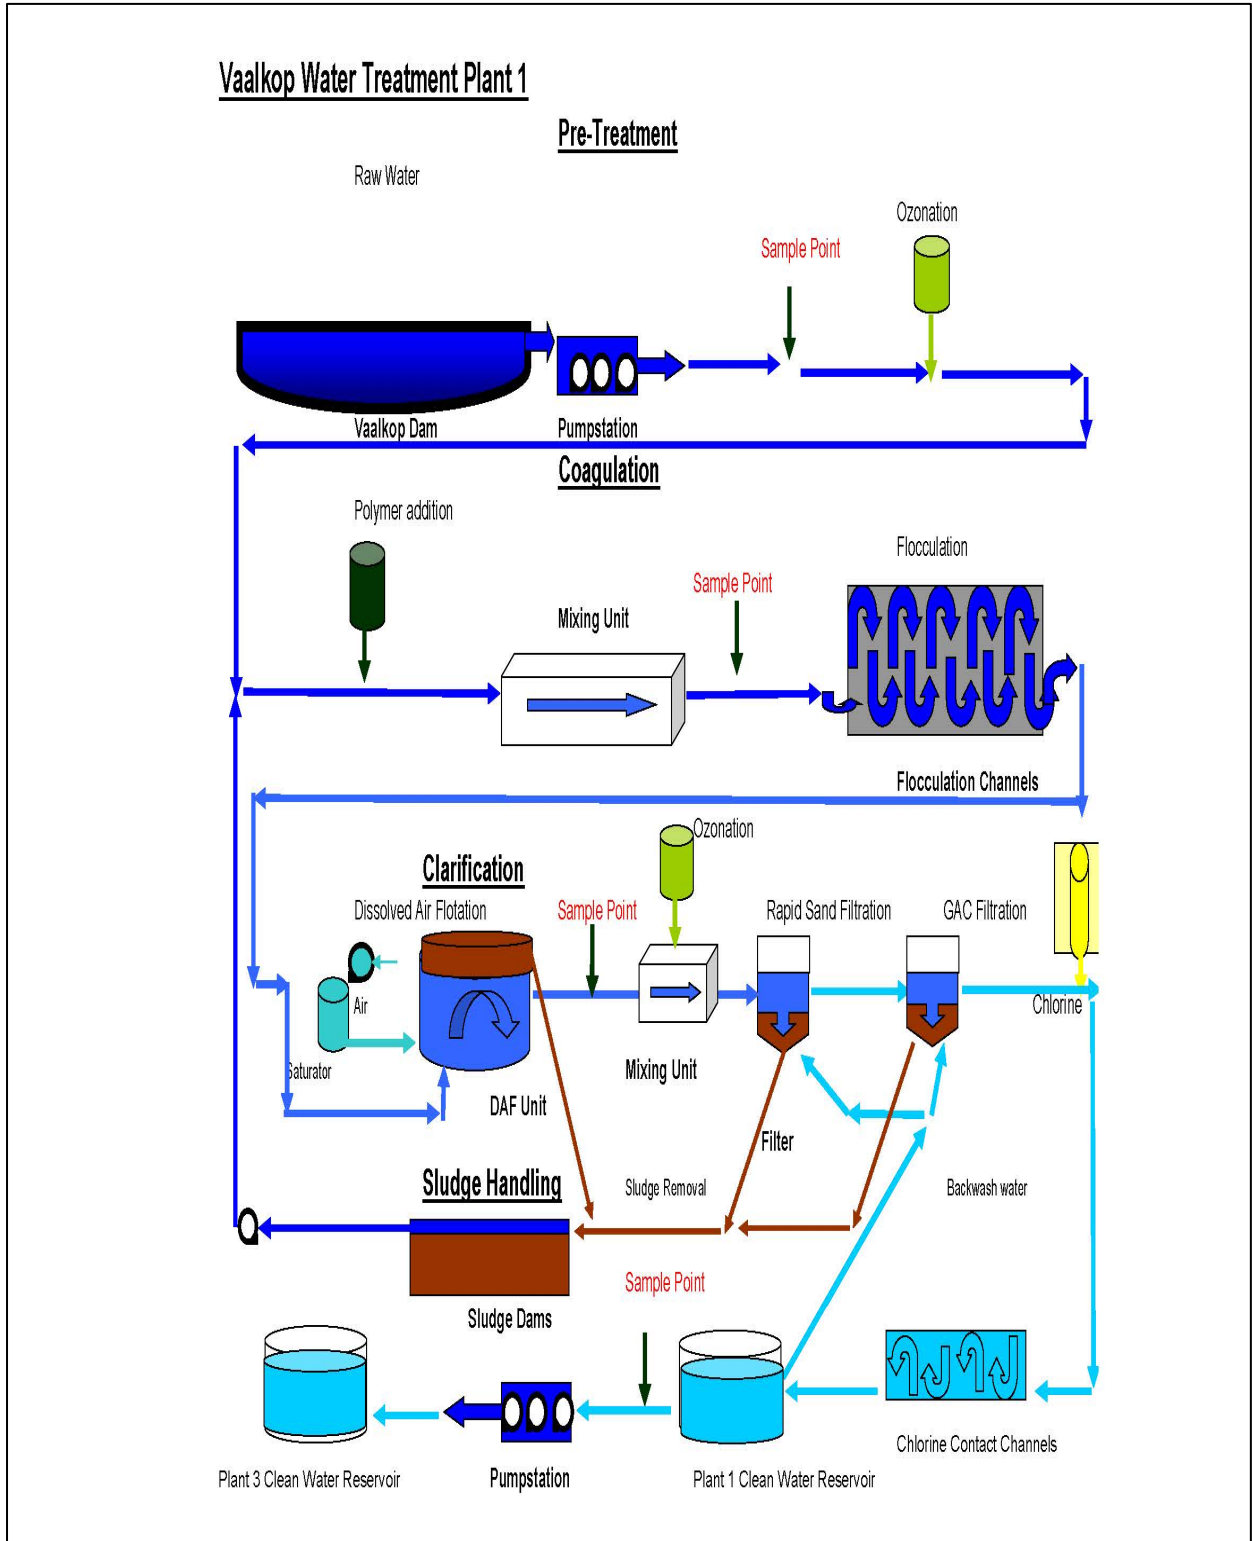 Vaalkop Water Treatment Plant 1
Pre-Treatment
Raw Water
Ozonation
Sample Point
Vaalkop Dam
Pumpstation
Coagulation
Polymer addition
Flocculation
Sample Point
Mixing Unit
Flocculation Channels
Ozonation
Clarification
Dissolved Air Flotation
Sample Point
Rapid Sand Filtration
GAC Filtration
Air
Chlorine
Saturator
Mixing Unit
DAF Unit
Filter
Sludge Handling
Sludge Removal
Backwash water
Sample Point
Sludge Dams
Chlorine Contact Channels
Plant 3 Clean Water Reservoir
Pumpstation
Plant 1 Clean Water Reservoir